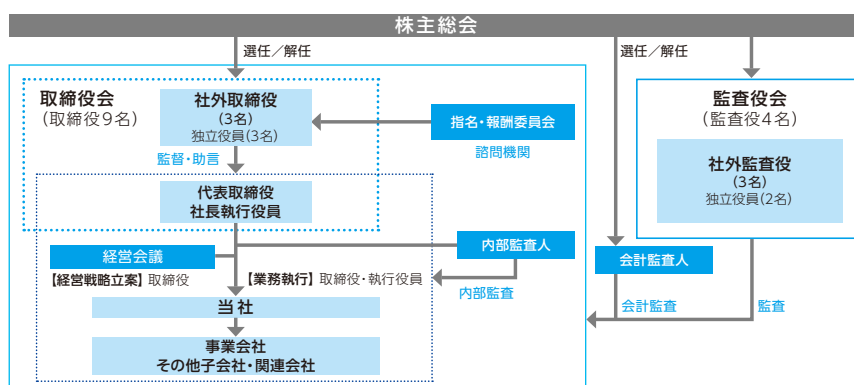 株主総会
選任／解任
選任／解任
取締役会
（取締役9名）
社外取締役
(3名)
独立役員(3名)
監督・助言
指名・報酬委員会
諮問機関
監査役会
（監査役4名）
社外監査役
(3名)
独立役員(2名)
代表取締役
社長執行役員
経営会議
【経営戦略立案】取締役
【業務執行】取締役・執行役員
内部監査人
内部監査
会計監査人
会計監査
監査
当社
事業会社
その他子会社・関連会社